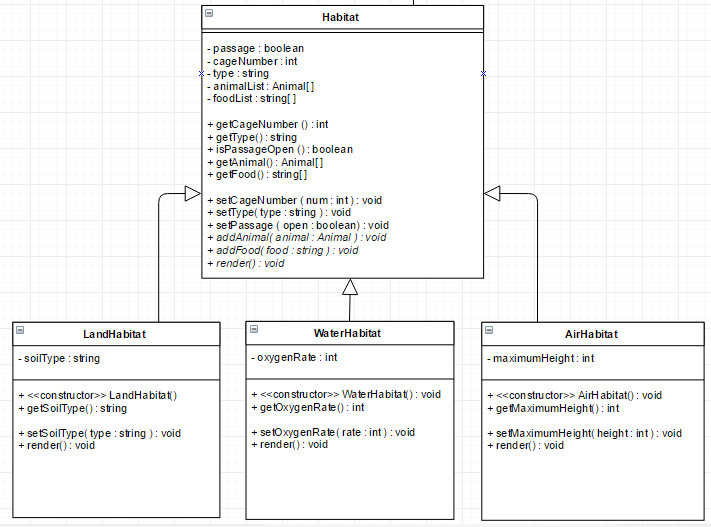 Habitat
- passage : boolean
- cageNumber : int
- type : string
- animalList : Animal[ ]
- foodList : string[ ]
+ getCageNumber () : int
+ getType() : string
+ isPassageOpen () : boolean
+ getAnimal() : Animal[ ]
+ getFood() : string[ ]
+ setCageNumber ( num : int ) : void
+ setType( type : string ) : void
+ setPassage ( open : boolean) : void
+ addAnimal( animal : Animal ) : void
+ addFood( food : string ) : void
+ render() : void
LandHabitat
- soilType : string
+ <<constructor>> LandHabitat()
+ getSoilType() : string
+ setSoilType( type : string ) : void
+ render() : void
WaterHabitat
- oxygenRate : int
+ <<constructor>> WaterHabitat() : void
+ getOxygenRate() : int
+ setOxygenRate( rate : int ) : void
+ render() : void
AirHabitat
- maximumHeight : int
+ <<constructor>> AirHabitat() : void
+ getMaximumHeight() : int
+ setMaximumHeight( height : int ) : void
+ render() : void